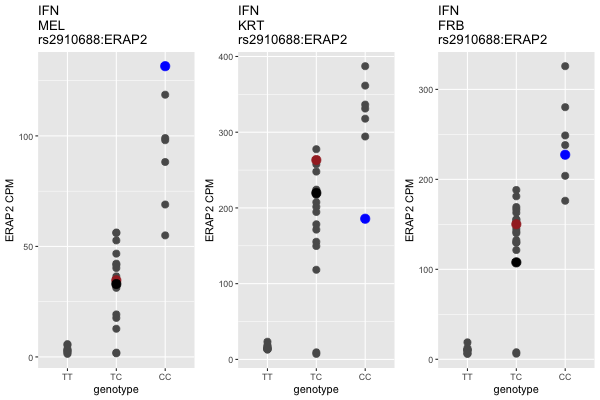 IFN
MEL
rs2910688:ERAP2
ERAP2 CPM
100
50
0
TT TC CC
genotype
IFN
KRT
rs2910688:ERAP2
ERAP2 CPM
400
300
200
100
0
TT TC CC
genotype
IFN
FRB
rs2910688:ERAP2
ERAP2 CPM
300
200
100
0
TT TC CC
genotype